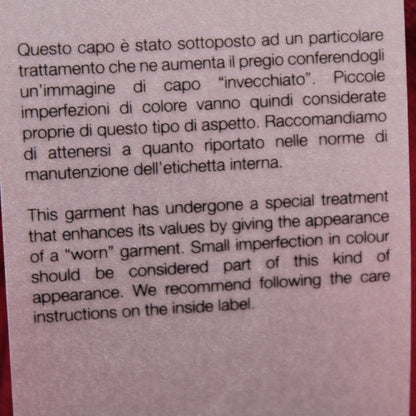 Questo capo è stato sottoposto ad un particolare
trattamento che ne aumenta il pregio conferendogli
un'immagine di capo “invecchiato”. Piccole
imperfezioni di colore vanno quindi considerate
proprie di questo tipo di aspetto. Raccomandiamo
di attenersi a quanto riportato nelle norme di
manutenzione dell'etichetta interna.
This garment has undergone a special treatment
that enhances its values by giving the appearance
of a “worn” garment. Small imperfection in colour
should be considered part of this kind of
appearance. We recommend following the care
instructions on the inside label.